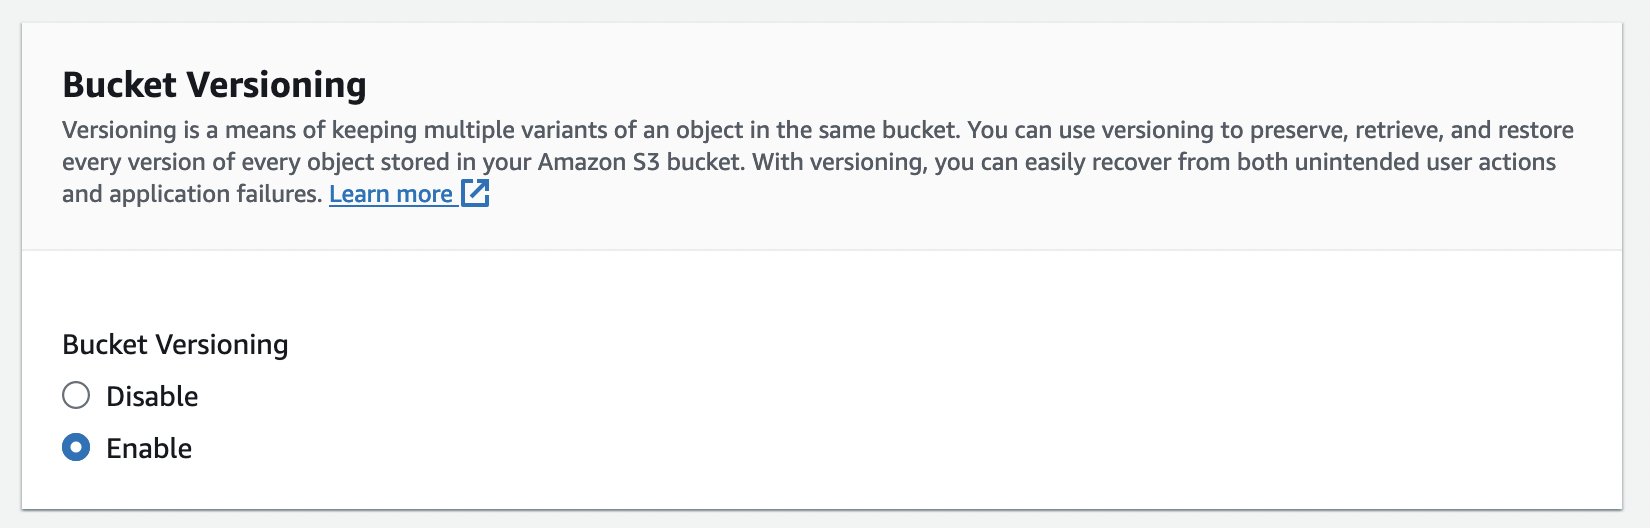 Bucket Versioning
Versioning is a means of keeping multiple variants of an object in the same bucket. You can use versioning to preserve, retrieve, and restore
every version of every object stored in your Amazon S3 bucket. With versioning, you can easily recover from both unintended user actions
and application failures. Learn more
Bucket Versioning
Disable
Enable